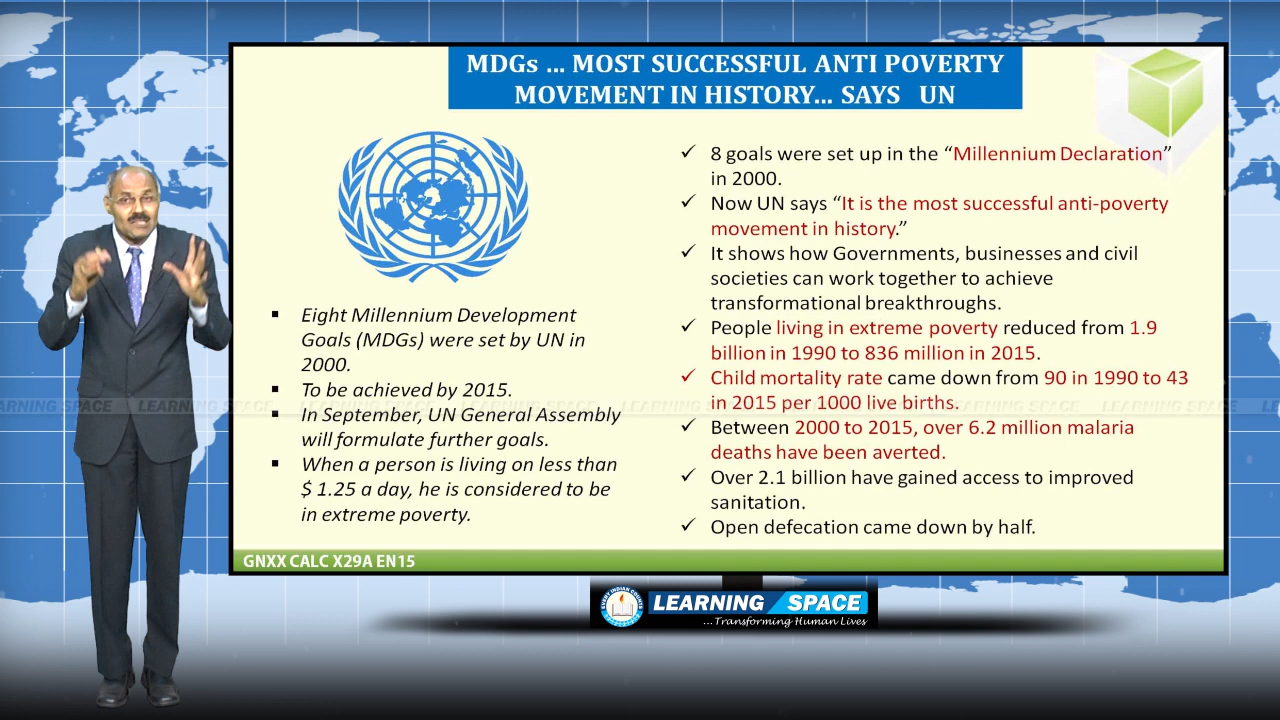 MDGs ... MOST SUCCESSFUL ANTI POVERTY
MOVEMENT IN HISTORY... SAYS UN
Eight Millennium Development
Goals (MDGs) were set by UN in
2000.
To be achieved by 2015.
In September, UN General Assembly
will formulate further goals.
When a person is living on less than
$ 1.25 a day, he is considered to be
in extreme poverty.
8 goals were set up in the “Millennium Declaration”
in 2000.
Now UN says “It is the most successful anti-poverty
movement in history.”
It shows how Governments, businesses and civil
societies can work together to achieve
transformational breakthroughs.
People living in extreme poverty reduced from 1.9
billion in 1990 to 836 million in 2015.
Child mortality rate came down from 90 in 1990 to 43
in 2015 per 1000 live births.
Between 2000 to 2015, over 6.2 million malaria
deaths have been averted.
Over 2.1 billion have gained access to improved
sanitation.
Open defecation came down by half.
LEARNING SPACE LEARNING SPACE LEARNING SPACE LEARNING SPACE LEARNING SPACE
GNXX CALC X29A EN15
EVERY INDIAN COUNTS
LEARNING SPACE
...Transforming Human Lives